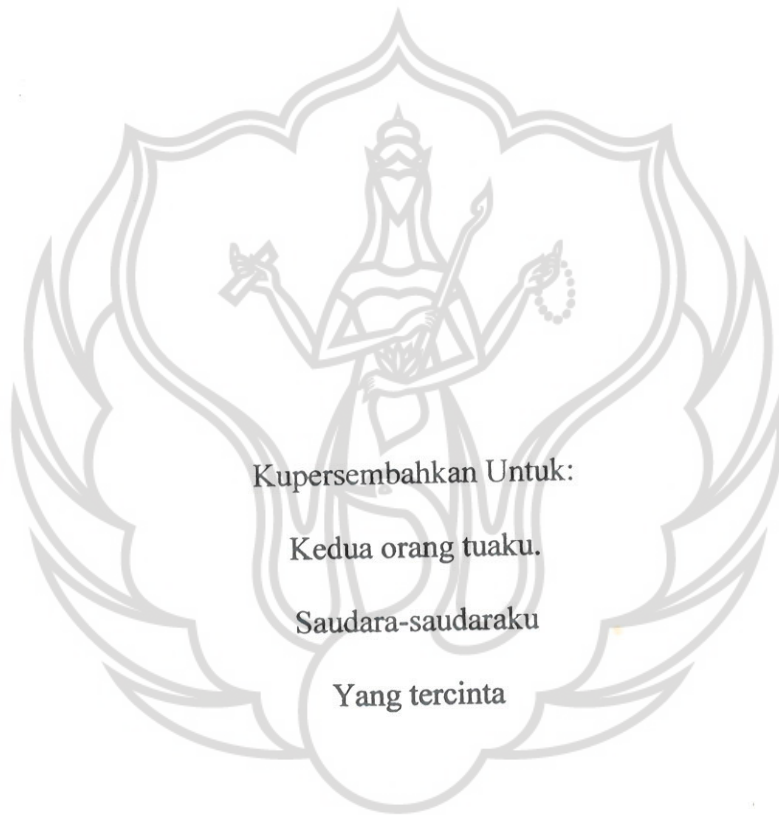 Kupersembahkan Untuk:
Kedua orang tuaku.
Saudara-saudaraku
Yang tercinta